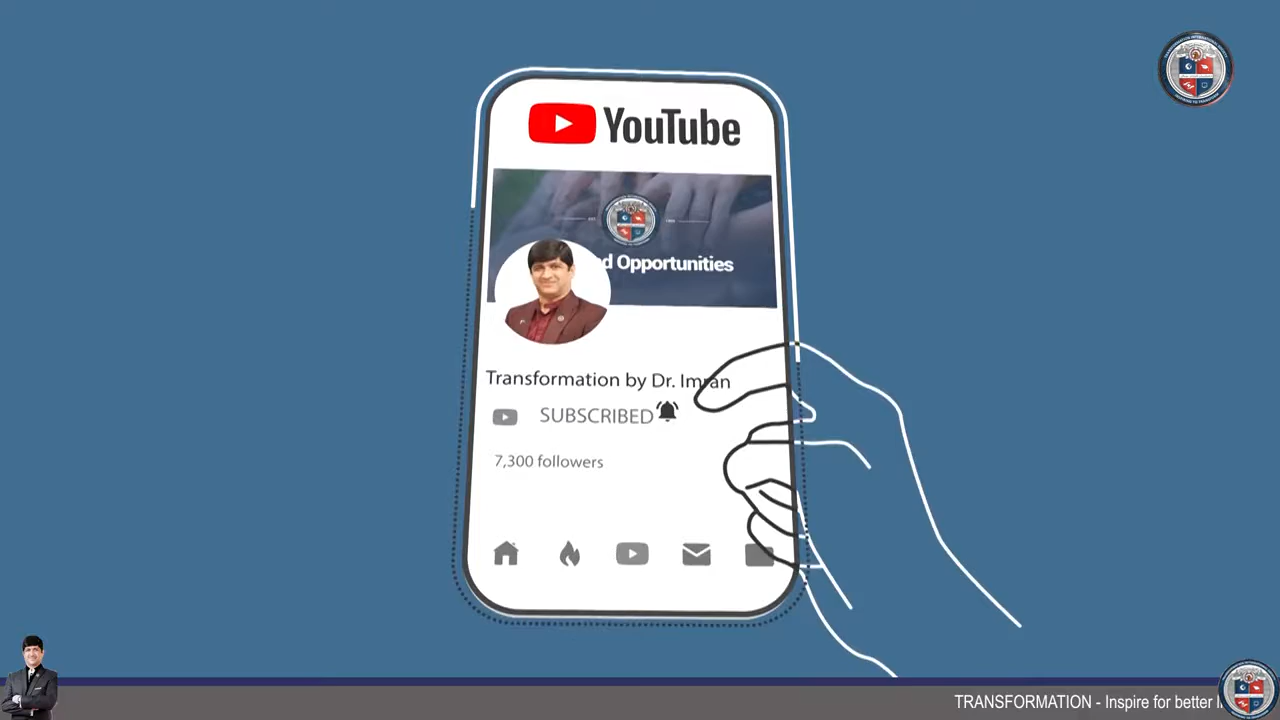 YouTube
d Opportunities
Transformation by Dr. Imran
SUBSCRIBED
7,300 followers
TRANSFORMATION - Inspire for better